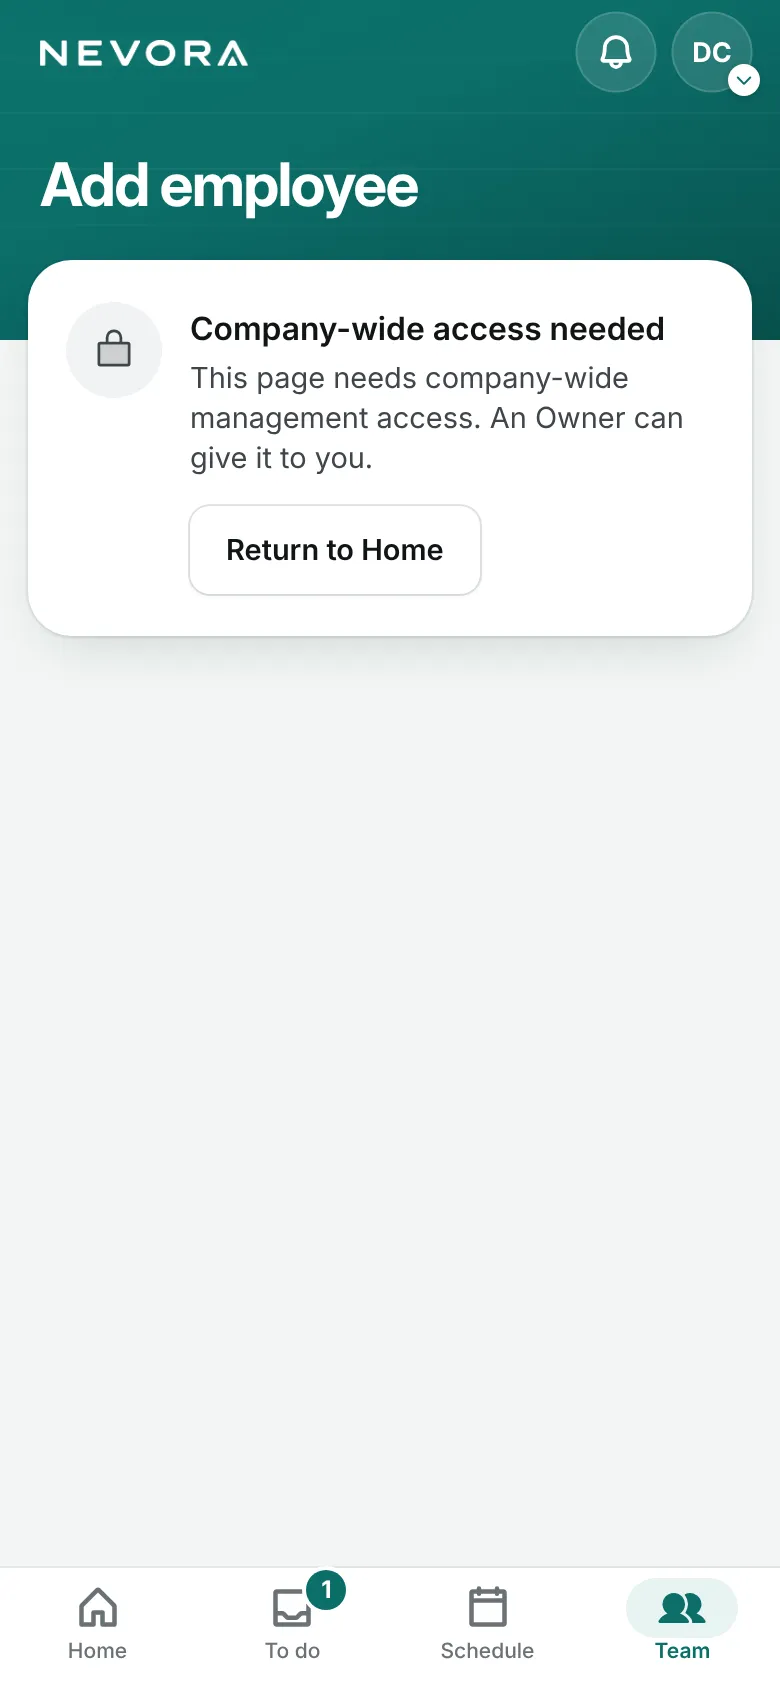 NEVORA
DC
Add employee
Company-wide access needed
This page needs company-wide
management access. An Owner can
give it to you.
Return to Home
1
Home
To do
Schedule
Team